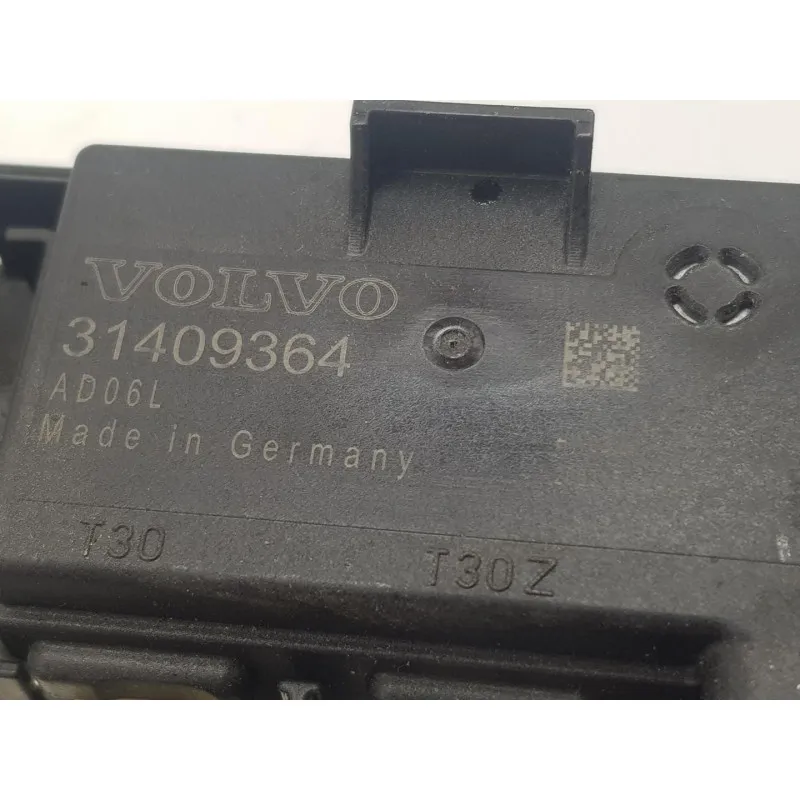 VOLVO
31409364
AD06L
Made in Germany
T30 T30Z